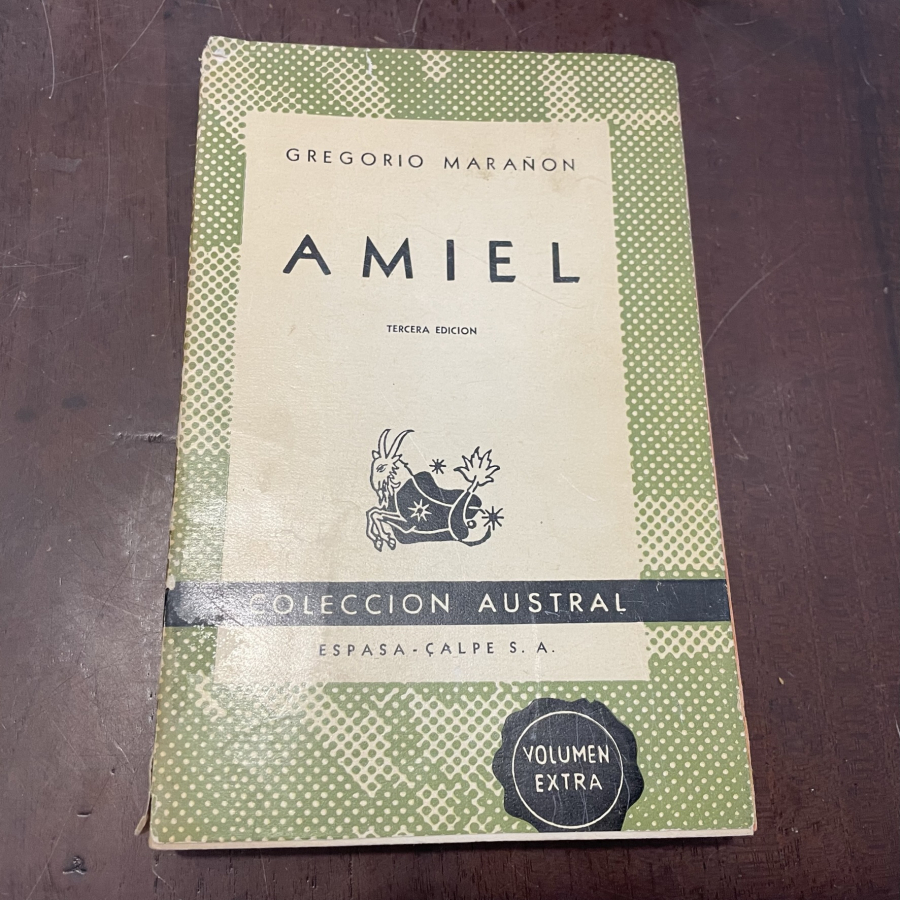 GREGORIO MARAÑON
AMIEL
TERCERA EDICION
COLECCION AUSTRAL
ESPASA-ÇALPE S. A.
VOLUMEN
EXTRA